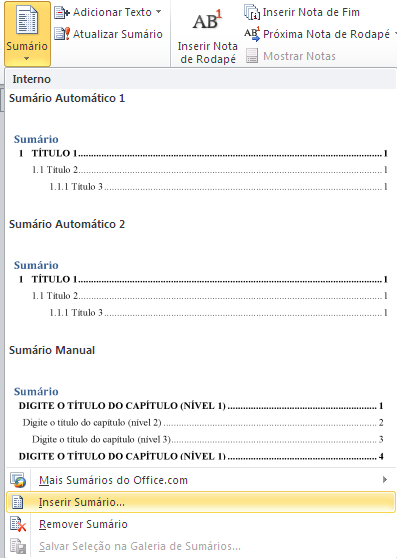 Sumário
Adicionar Texto
Atualizar Sumário
AB1
Inserir Nota
de Rodapé
Inserir Nota de Fim
AB1 Próxima Nota de Rodapé
Mostrar Notas
Interno
Sumário Automático 1
Sumário
1 TÍTULO 1.......................................................................................... 1
1.1 Título 2.......................................................................................... 1
1.1.1 Título 3.......................................................................................... 1
Sumário Automático 2
Sumário
1 TÍTULO 1.......................................................................................... 1
1.1 Título 2.......................................................................................... 1
1.1.1 Título 3.......................................................................................... 1
Sumário Manual
Sumário
DIGITE O TÍTULO DO CAPÍTULO (NÍVEL 1) ............................................ 1
Digite o título do capítulo (nível 2) ............................................................ 2
Digite o título do capítulo (nível 3) ............................................................ 3
DIGITE O TÍTULO DO CAPÍTULO (NÍVEL 1) ............................................ 4
Mais Sumários do Office.com
Inserir Sumário...
Remover Sumário
Salvar Seleção na Galeria de Sumários...